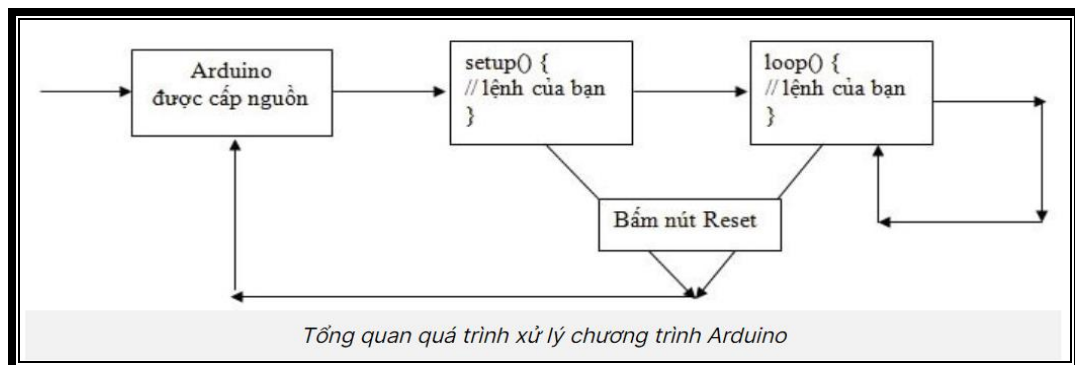 Arduino
được cấp nguồn
setup() {
// lệnh của bạn
}
loop() {
// lệnh của bạn
}
Bấm nút Reset
Tổng quan quá trình xử lý chương trình Arduino